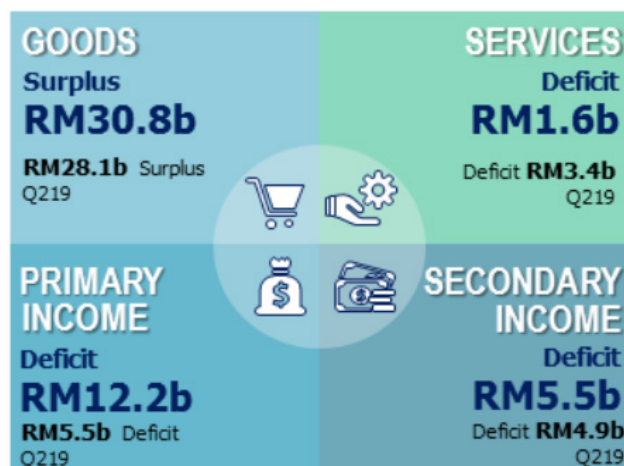 GOODS
Surplus
RM30.8b
RM28.1b Surplus
Q219
SERVICES
Deficit
RM1.6b
Deficit RM3.4b
Q219
PRIMARY
INCOME
Deficit
RM12.2b
RM5.5b Deficit
Q219
SECONDARY
INCOME
Deficit
RM5.5b
Deficit RM4.9b
Q219